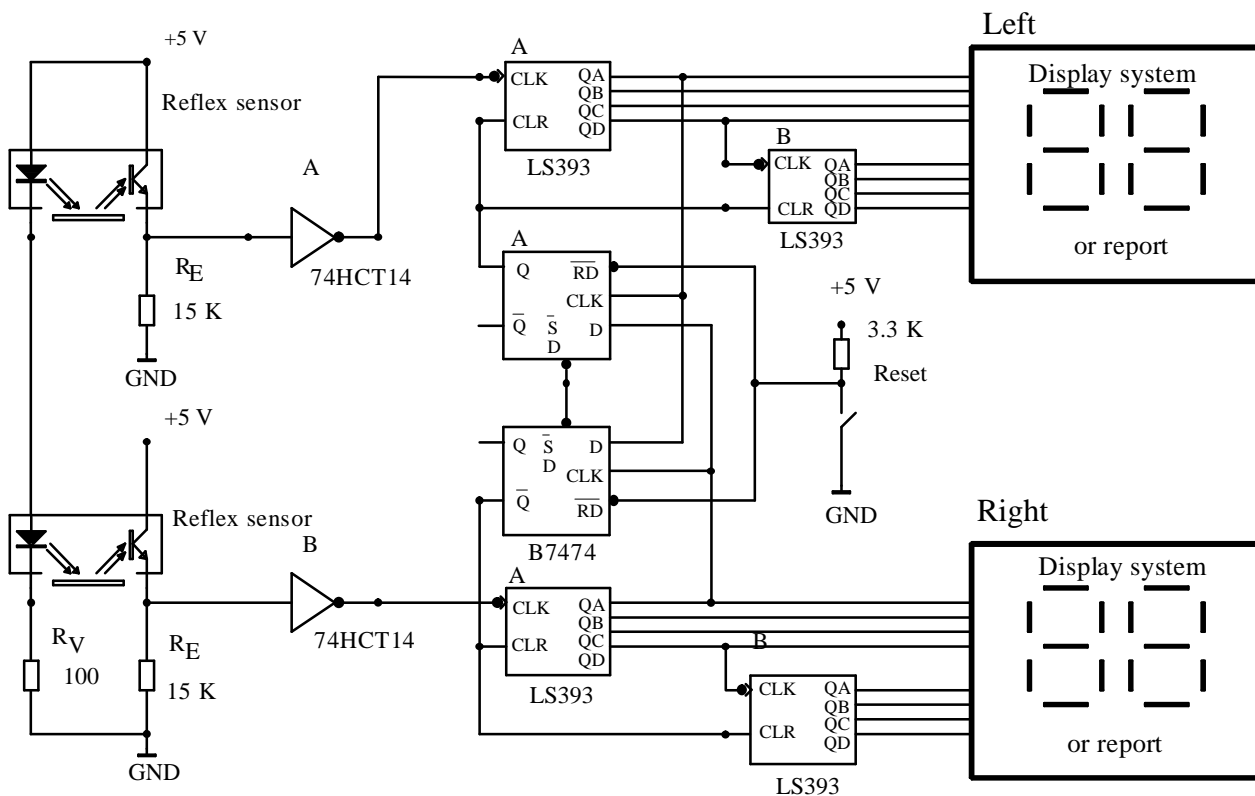 Left
+5 V
A
CLK
QA
QB
QC
QD
CLR
LS393
Display system
Reflex sensor
A
B
CLK
QA
QB
QC
QD
CLR
LS393
or report
RE
15 K
74HCT14
GND
A
Q
RD
CLK
Q
S
D
D
+5 V
3.3 K
Reset
GND
+5 V
Q
S
D
D
CLK
Q
RD
B7474
Right
Reflex sensor
B
74HCT14
A
CLK
QA
QB
QC
QD
CLR
LS393
Display system
RV
100
RE
15 K
GND
B
CLK
QA
QB
QC
QD
CLR
LS393
or report